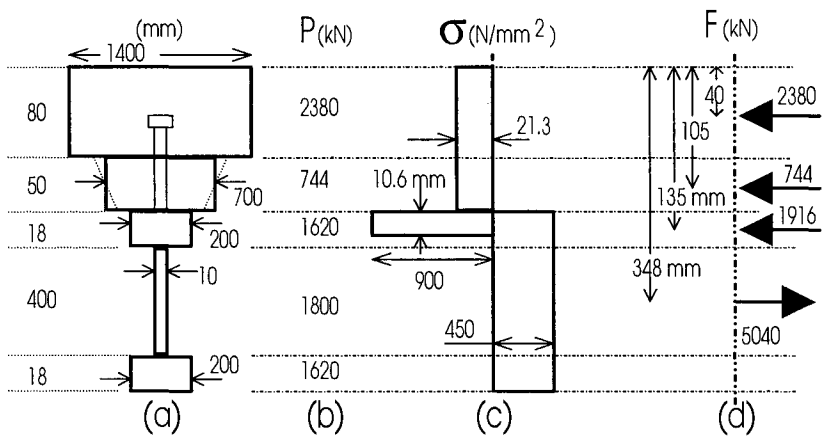 (mm)
1400
P(kN)
σ(N/mm²)
F(kN)
80
2380
21.3
40
2380
105
50
700
744
10.6 mm
744
135 mm
18
200
1620
1916
10
900
348 mm
400
1800
450
5040
18
200
1620
(a)
(b)
(c)
(d)